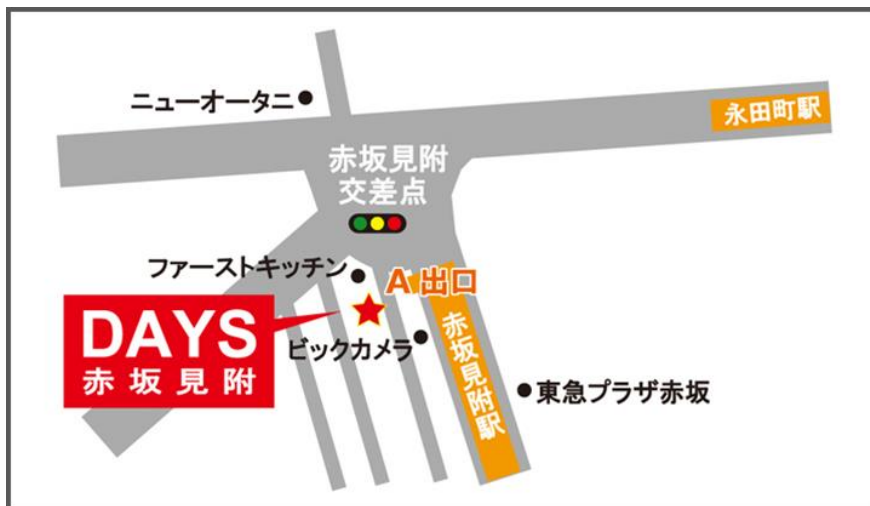 ニューオータニ
永田町駅
赤坂見附
交差点
ファーストキッチン
A 出口
DAYS
赤坂見附
ビックカメラ
赤坂見附駅
東急プラザ赤坂